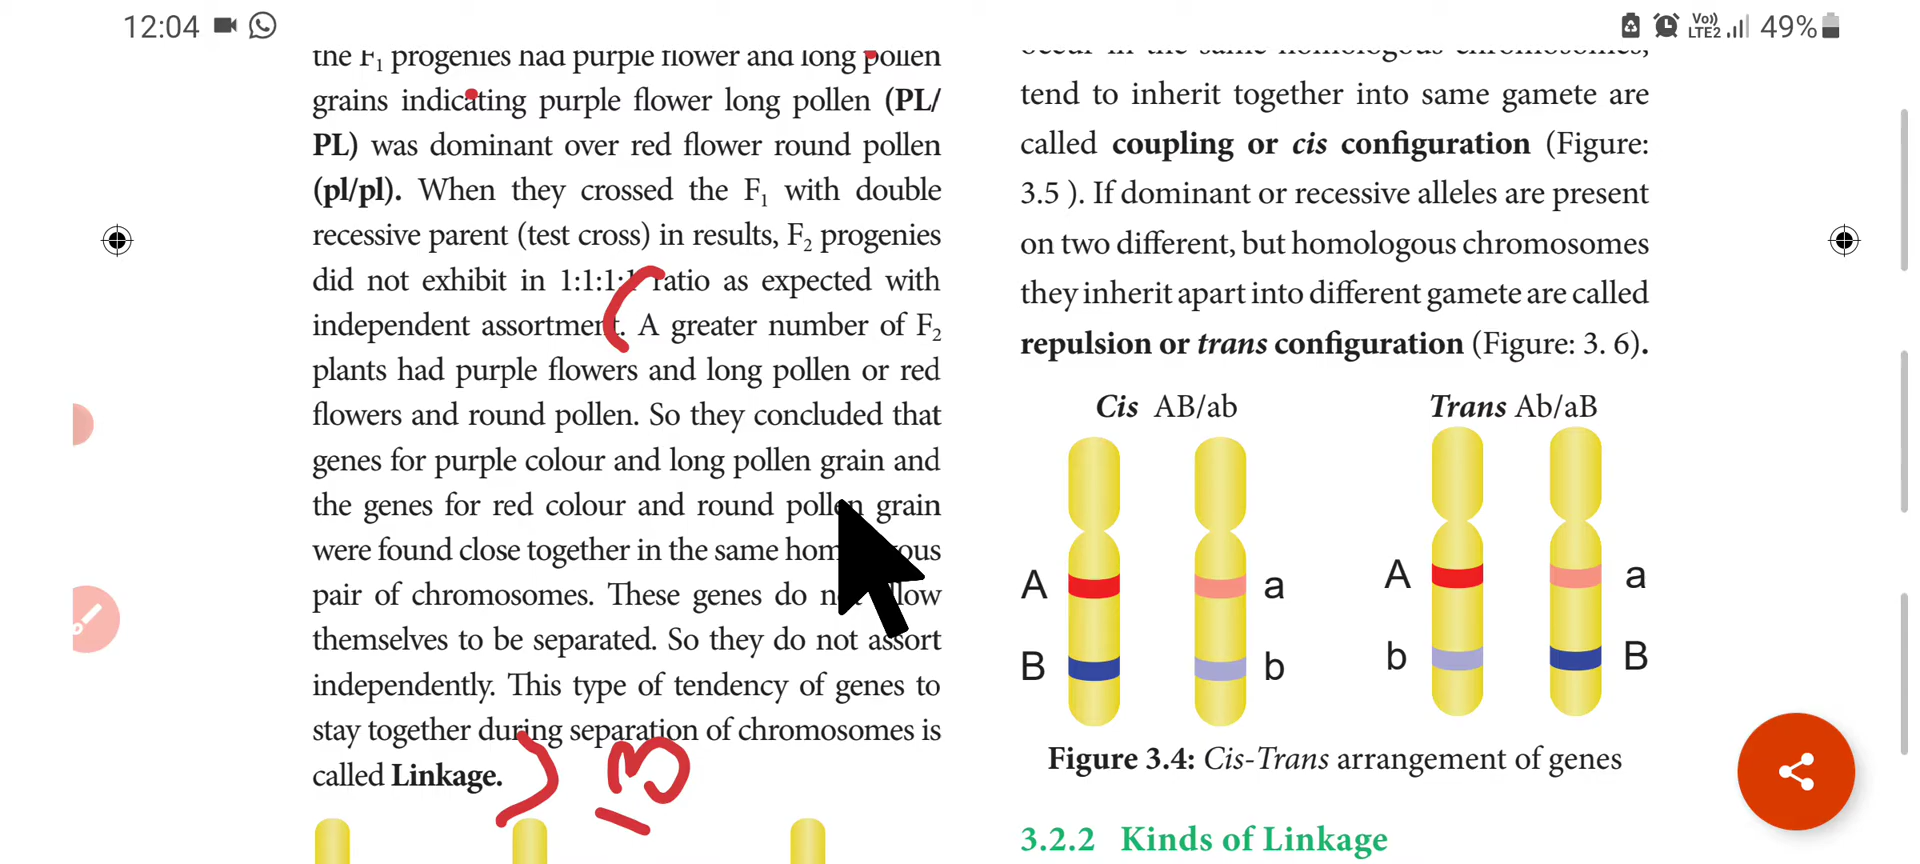 12:04
Vo))
LTE2
49%
the F₁ progenies had purple flower and long pollen
grains indicating purple flower long pollen (PL/
PL) was dominant over red flower round pollen
(pl/pl). When they crossed the F₁ with double
recessive parent (test cross) in results, F₂ progenies
did not exhibit in 1:1:1:1 ratio as expected with
independent assortment. A greater number of F₂
plants had purple flowers and long pollen or red
flowers and round pollen. So they concluded that
genes for purple colour and long pollen grain and
the genes for red colour and round pollen grain
were found close together in the same homologous
pair of chromosomes. These genes do not allow
themselves to be separated. So they do not assort
independently. This type of tendency of genes to
stay together during separation of chromosomes is
called Linkage.
occur in the same homologous chromosomes,
tend to inherit together into same gamete are
called coupling or cis configuration (Figure:
3.5 ). If dominant or recessive alleles are present
on two different, but homologous chromosomes
they inherit apart into different gamete are called
repulsion or trans configuration (Figure: 3. 6).
Cis AB/ab
Trans Ab/aB
A a
B b
A a
b B
Figure 3.4: Cis-Trans arrangement of genes
3.2.2 Kinds of Linkage